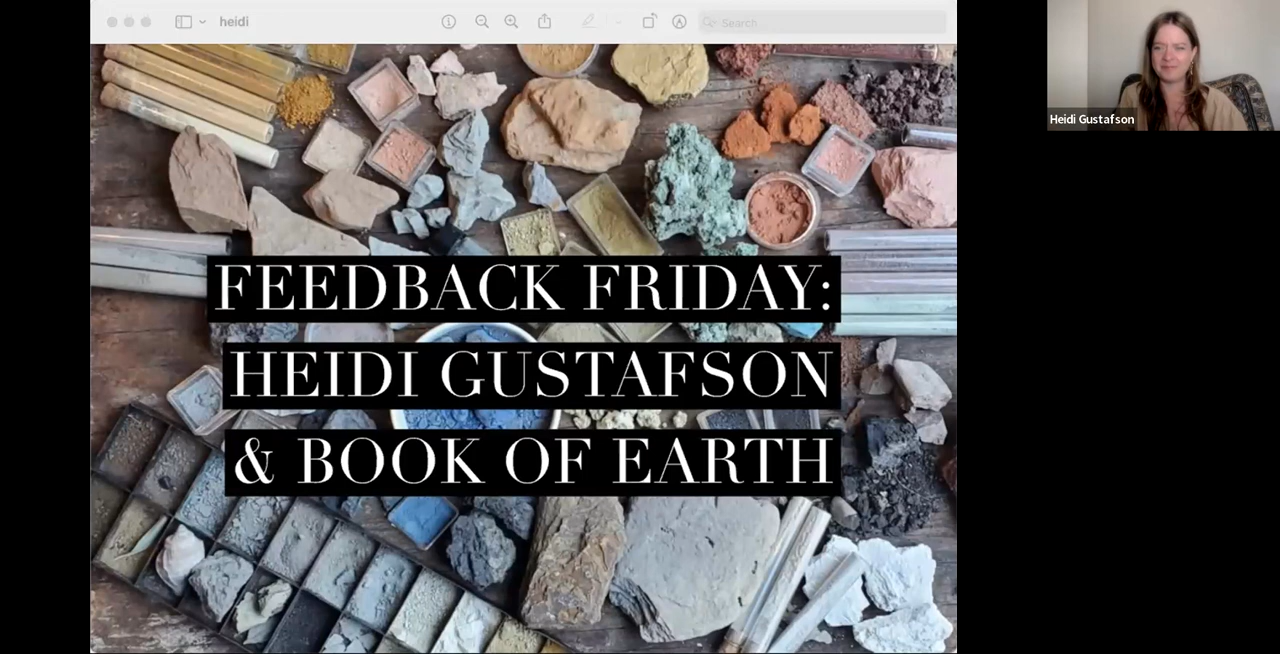 heidi
Search...
Heidi Gustafson
FEEDBACK FRIDAY:
HEIDI GUSTAFSON
& BOOK OF EARTH